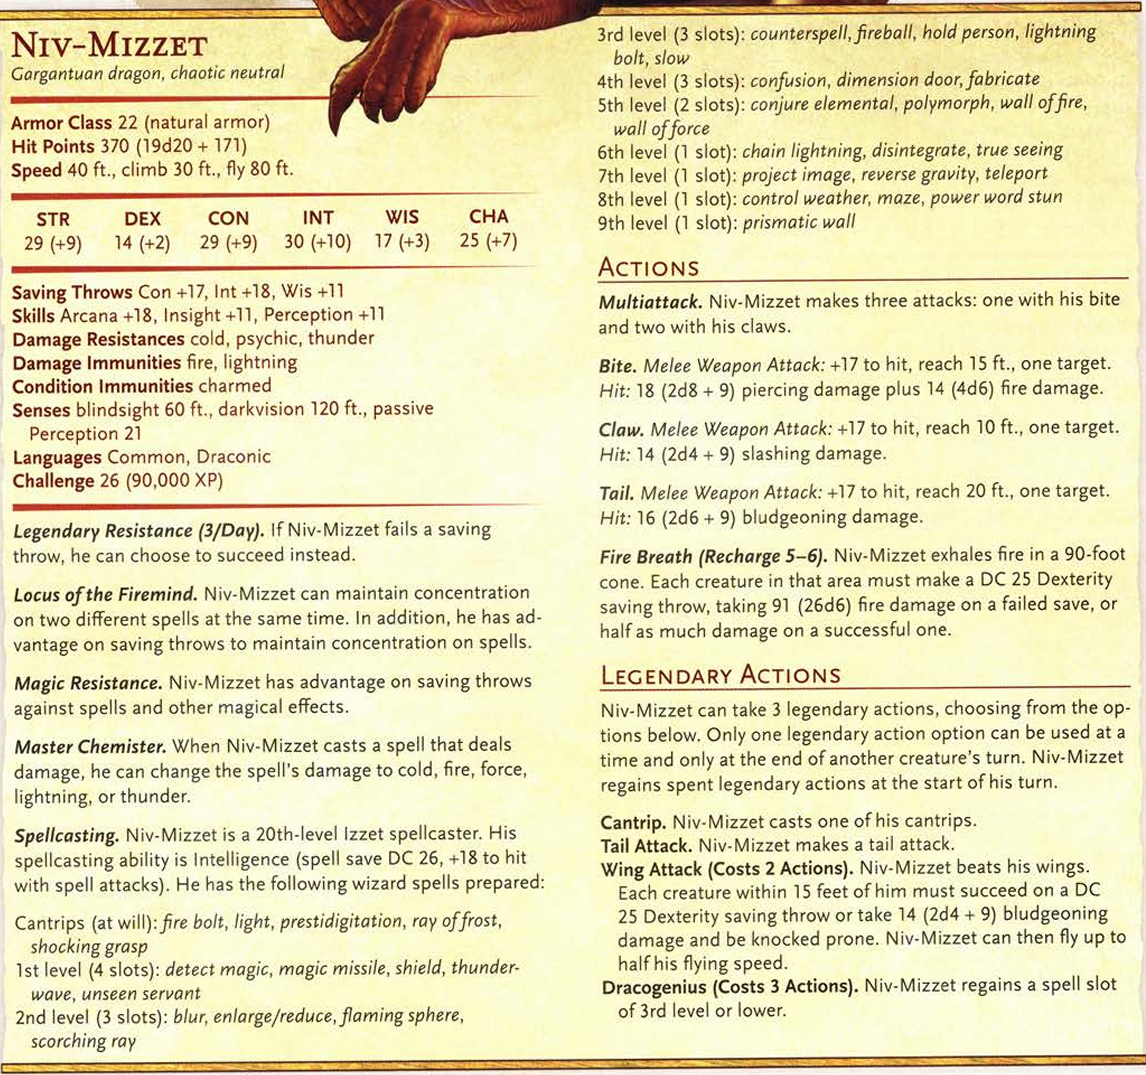 NIV-MIZZET
Gargantuan dragon, chaotic neutral
Armor Class 22 (natural armor)
Hit Points 370 (19d20 + 171)
Speed 40 ft., climb 30 ft., fly 80 ft.
STR DEX CON INT WIS CHA
29 (+9) 14 (+2) 29 (+9) 30 (+10) 17 (+3) 25 (+7)
Saving Throws Con +17, Int +18, Wis +11
Skills Arcana +18, Insight +11, Perception +11
Damage Resistances cold, psychic, thunder
Damage Immunities fire, lightning
Condition Immunities charmed
Senses blindsight 60 ft., darkvision 120 ft., passive
Perception 21
Languages Common, Draconic
Challenge 26 (90,000 XP)
Legendary Resistance (3/Day). If Niv-Mizzet fails a saving
throw, he can choose to succeed instead.
Locus of the Firemind. Niv-Mizzet can maintain concentration
on two different spells at the same time. In addition, he has ad-
vantage on saving throws to maintain concentration on spells.
Magic Resistance. Niv-Mizzet has advantage on saving throws
against spells and other magical effects.
Master Chemister. When Niv-Mizzet casts a spell that deals
damage, he can change the spell's damage to cold, fire, force,
lightning, or thunder.
Spellcasting. Niv-Mizzet is a 20th-level Izzet spellcaster. His
spellcasting ability is Intelligence (spell save DC 26, +18 to hit
with spell attacks). He has the following wizard spells prepared:
Cantrips (at will): fire bolt, light, prestidigitation, ray of frost,
shocking grasp
1st level (4 slots): detect magic, magic missile, shield, thunder-
wave, unseen servant
2nd level (3 slots): blur, enlarge/reduce, flaming sphere,
scorching ray
3rd level (3 slots): counterspell, fireball, hold person, lightning
bolt, slow
4th level (3 slots): confusion, dimension door, fabricate
5th level (2 slots): conjure elemental, polymorph, wall of fire,
wall of force
6th level (1 slot): chain lightning, disintegrate, true seeing
7th level (1 slot): project image, reverse gravity, teleport
8th level (1 slot): control weather, maze, power word stun
9th level (1 slot): prismatic wall
ACTIONS
Multiattack. Niv-Mizzet makes three attacks: one with his bite
and two with his claws.
Bite. Melee Weapon Attack: +17 to hit, reach 15 ft., one target.
Hit: 18 (2d8 + 9) piercing damage plus 14 (4d6) fire damage.
Claw. Melee Weapon Attack: +17 to hit, reach 10 ft., one target.
Hit: 14 (2d4 + 9) slashing damage.
Tail. Melee Weapon Attack: +17 to hit, reach 20 ft., one target.
Hit: 16 (2d6 + 9) bludgeoning damage.
Fire Breath (Recharge 5–6). Niv-Mizzet exhales fire in a 90-foot
cone. Each creature in that area must make a DC 25 Dexterity
saving throw, taking 91 (26d6) fire damage on a failed save, or
half as much damage on a successful one.
LEGENDARY ACTIONS
Niv-Mizzet can take 3 legendary actions, choosing from the op-
tions below. Only one legendary action option can be used at a
time and only at the end of another creature's turn. Niv-Mizzet
regains spent legendary actions at the start of his turn.
Cantrip. Niv-Mizzet casts one of his cantrips.
Tail Attack. Niv-Mizzet makes a tail attack.
Wing Attack (Costs 2 Actions). Niv-Mizzet beats his wings.
Each creature within 15 feet of him must succeed on a DC
25 Dexterity saving throw or take 14 (2d4 + 9) bludgeoning
damage and be knocked prone. Niv-Mizzet can then fly up to
half his flying speed.
Dracogenius (Costs 3 Actions). Niv-Mizzet regains a spell slot
of 3rd level or lower.